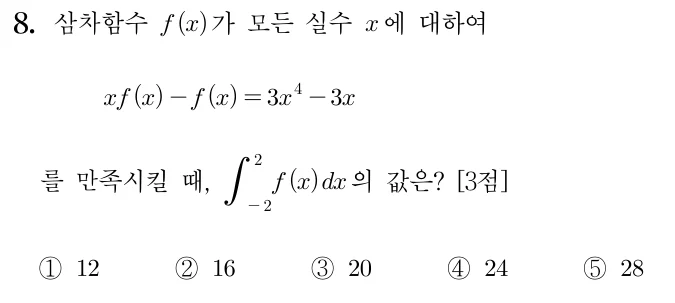 8. 삼차함수 f(x)가 모든 실수 x에 대하여
xf(x)-f(x)=3x⁴-3x
를 만족시킬 때, ∫₋₂² f(x)dx의 값은? [3점]
① 12 ② 16 ③ 20 ④ 24 ⑤ 28